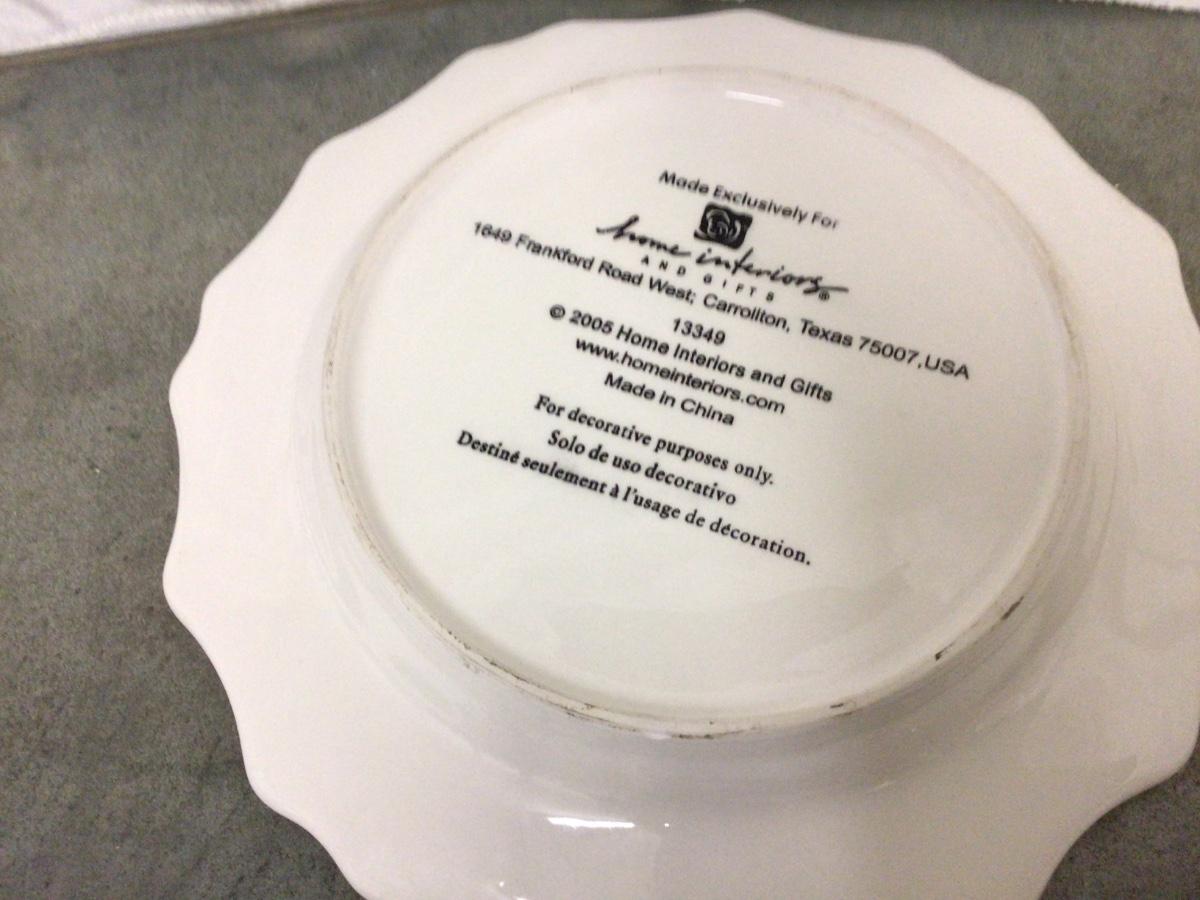 Made Exclusively For
home interiors®
AND GIFTS
1649 Frankford Road West; Carrollton, Texas 75007,USA
13349
© 2005 Home Interiors and Gifts
www.homeinteriors.com
Made in China
For decorative purposes only.
Solo de uso decorativo
Destiné seulement à l'usage de décoration.